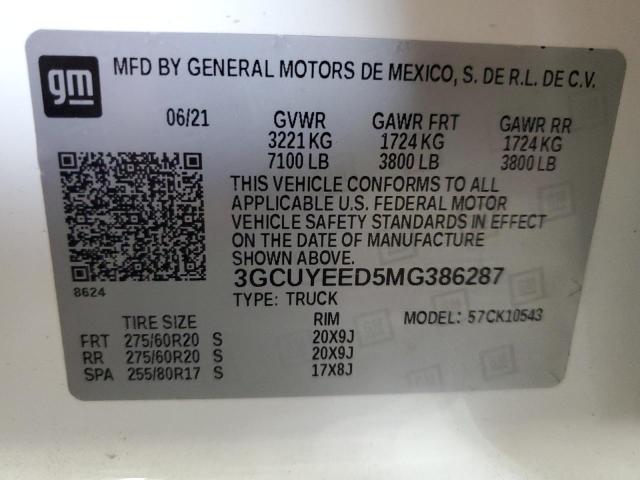 gm
MFD BY GENERAL MOTORS DE MEXICO, S. DE R.L. DE C.V.
06/21 GVWR GAWR FRT GAWR RR
3221 KG 1724 KG 1724 KG
7100 LB 3800 LB 3800 LB
THIS VEHICLE CONFORMS TO ALL
APPLICABLE U.S. FEDERAL MOTOR
VEHICLE SAFETY STANDARDS IN EFFECT
ON THE DATE OF MANUFACTURE
SHOWN ABOVE.
8624
3GCUYEED5MG386287
TYPE: TRUCK
TIRE SIZE RIM MODEL: 57CK10543
FRT 275/60R20 S 20X9J
RR 275/60R20 S 20X9J
SPA 255/80R17 S 17X8J